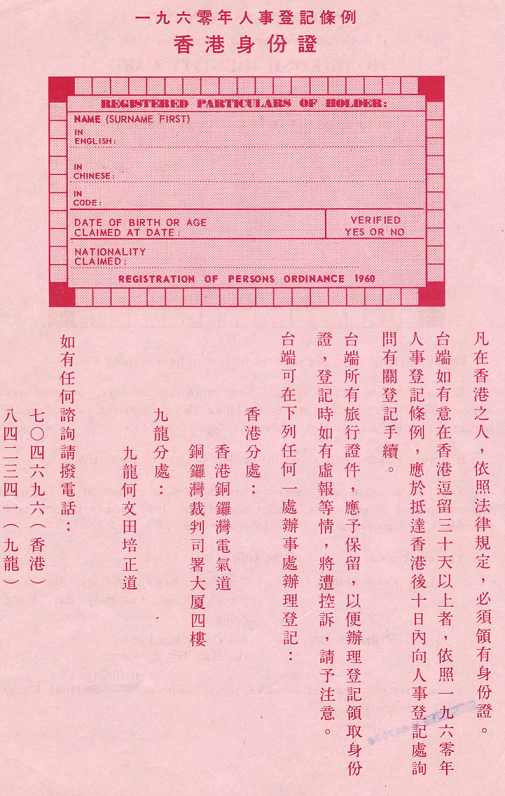 一九六零年人事登記條例
香港身份證
REGISTERED PARTICULARS OF HOLDER:
NAME (SURNAME FIRST)
IN
ENGLISH:
IN
CHINESE:
IN
CODE:
DATE OF BIRTH OR AGE
CLAIMED AT DATE:
VERIFIED
YES OR NO
NATIONALITY
CLAIMED:
REGISTRATION OF PERSONS ORDINANCE 1960
凡在香港之人，依照法律規定，必須領有身份證。
台端如有意在香港逗留三十天以上者，依照一九六零年
人事登記條例，應於抵達香港後十日內向人事登記處詢
問有關登記手續。
台端所有旅行證件，應予保留，以便辦理登記領取身份
證，登記時如有虛報等情，將遭控訴，請予注意。
台端可在下列任何一處辦事處辦理登記：
香港分處：
香港銅鑼灣電氣道
銅鑼灣裁判司署大厦四樓
九龍分處：
九龍何文田培正道
如有任何諮詢請撥電話：
七〇四六九六（香港）
八四二三四一（九龍）